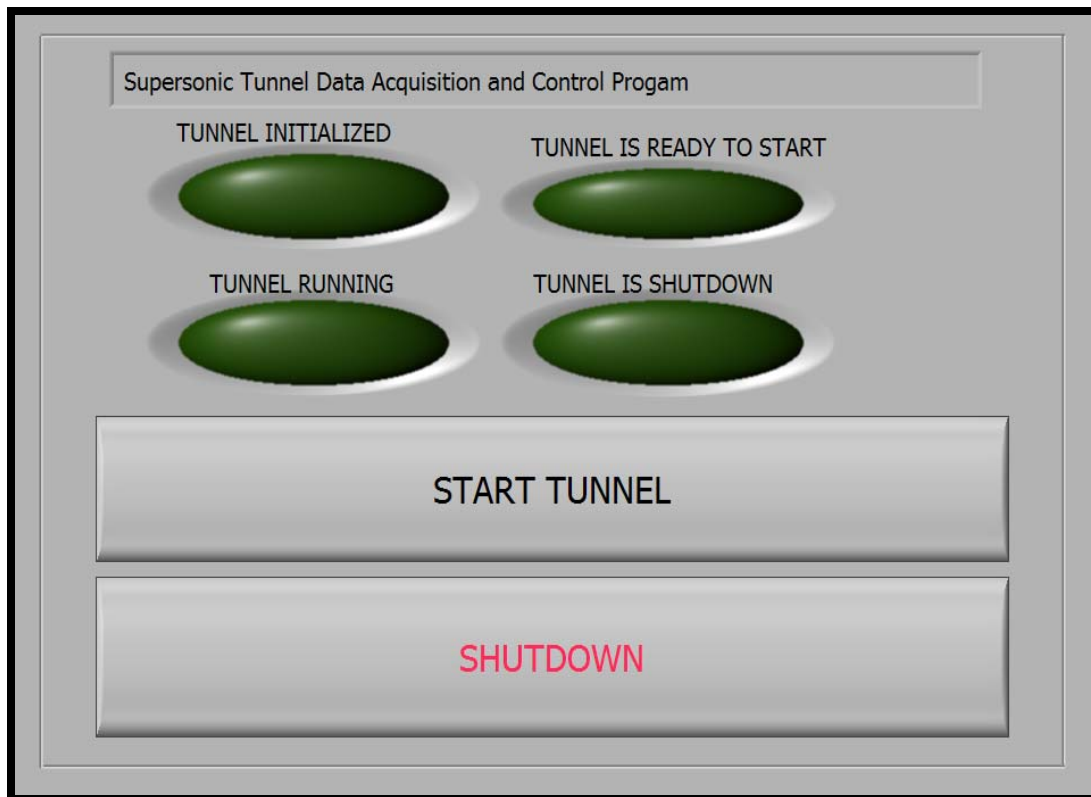 Supersonic Tunnel Data Acquisition and Control Progam
TUNNEL INITIALIZED
TUNNEL IS READY TO START
TUNNEL RUNNING
TUNNEL IS SHUTDOWN
START TUNNEL
SHUTDOWN